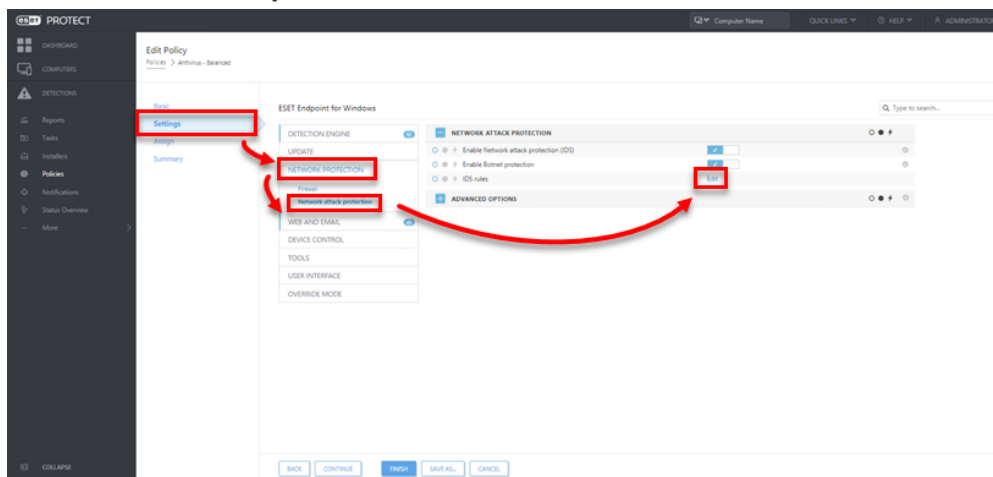 eset PROTECT
Computer Name
QUICK LINKS
HELP
ADMINISTRATOR
DASHBOARD
COMPUTERS
DETECTIONS
Reports
Tasks
Installers
Policies
Notifications
Status Overview
More
COLLAPSE
Edit Policy
Policies > Antivirus - Balanced
Basic
Settings
Assign
Summary
ESET Endpoint for Windows
Type to search...
DETECTION ENGINE
UPDATE
NETWORK PROTECTION
Firewall
Network attack protection
WEB AND EMAIL
DEVICE CONTROL
TOOLS
USER INTERFACE
OVERRIDE MODE
NETWORK ATTACK PROTECTION
Enable Network attack protection (IDS)
Enable Botnet protection
IDS rules
Edit
ADVANCED OPTIONS
BACK
CONTINUE
FINISH
SAVE AS...
CANCEL